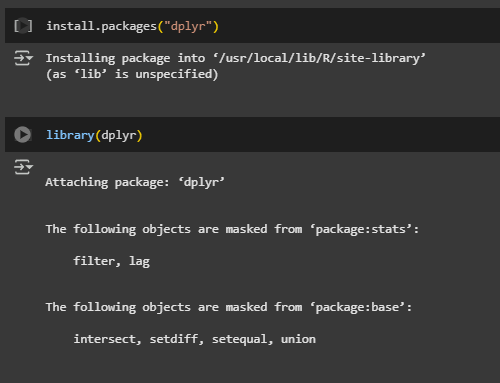 install.packages("dplyr")
Installing package into ‘/usr/local/lib/R/site-library’
(as ‘lib’ is unspecified)
library(dplyr)
Attaching package: ‘dplyr’
The following objects are masked from ‘package:stats’:
filter, lag
The following objects are masked from ‘package:base’:
intersect, setdiff, setequal, union